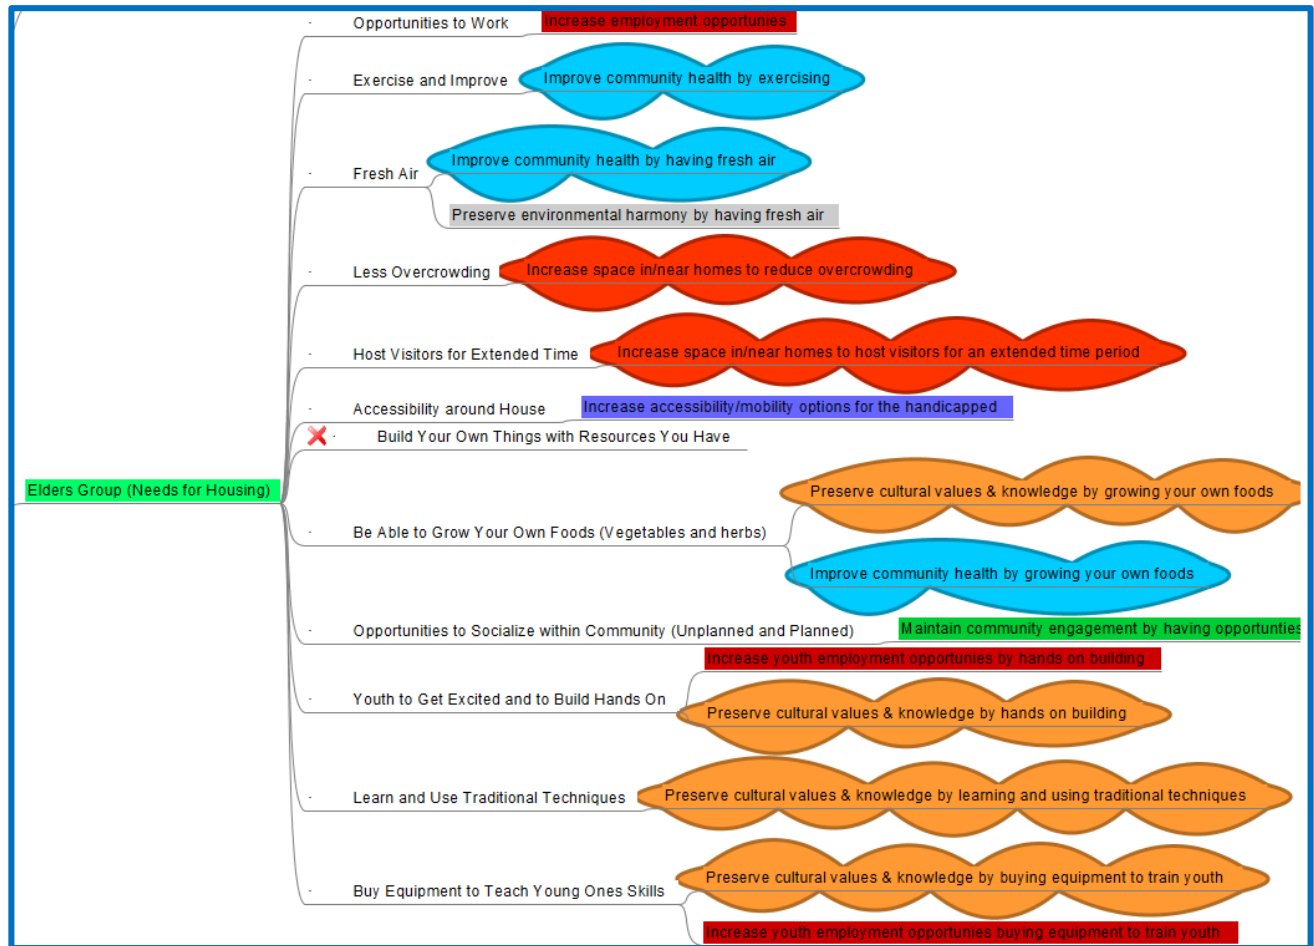 Opportunities to Work
Increase employment opportunies
Exercise and Improve
Improve community health by exercising
Fresh Air
Improve community health by having fresh air
Preserve environmental harmony by having fresh air
Less Overcrowding
Increase space in/near homes to reduce overcrowding
Host Visitors for Extended Time
Increase space in/near homes to host visitors for an extended time period
Accessibility around House
Increase accessibility/mobility options for the handicapped
Build Your Own Things with Resources You Have
Elders Group (Needs for Housing)
Be Able to Grow Your Own Foods (Vegetables and herbs)
Preserve cultural values & knowledge by growing your own foods
Improve community health by growing your own foods
Opportunities to Socialize within Community (Unplanned and Planned)
Maintain community engagement by having opportunties
Youth to Get Excited and to Build Hands On
Increase youth employment opportunies by hands on building
Preserve cultural values & knowledge by hands on building
Learn and Use Traditional Techniques
Preserve cultural values & knowledge by learning and using traditional techniques
Buy Equipment to Teach Young Ones Skills
Preserve cultural values & knowledge by buying equipment to train youth
Increase youth employment opportunies buying equipment to train youth